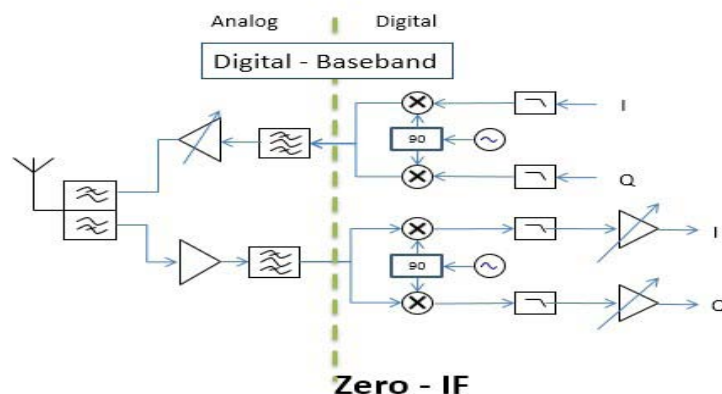 Analog Digital
Digital - Baseband
I
90
Q
I
90
Q
Zero - IF